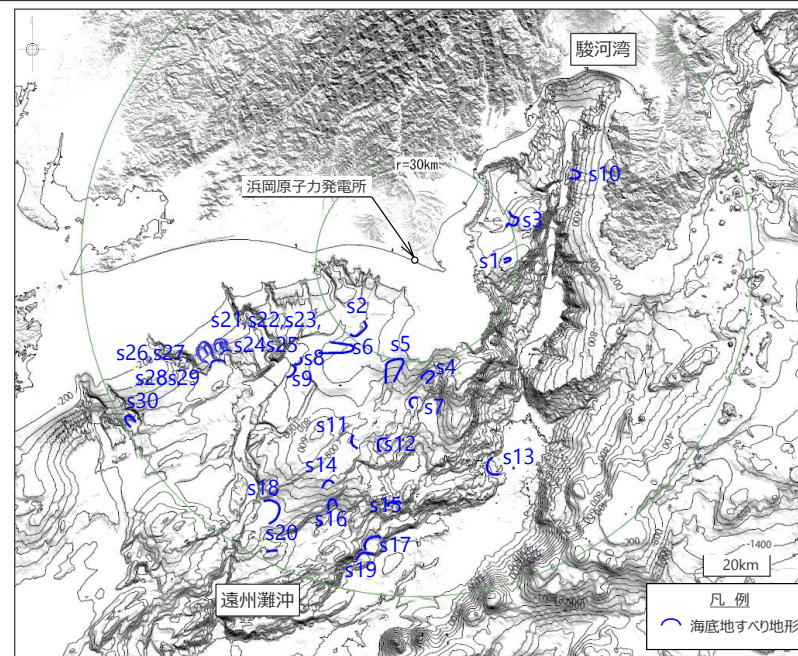 駿河湾
r=30km
浜岡原子力発電所
s10
s3
s1
s2
s21,s22,s23,
s24s25
s26,s27,
s28s29
s30
s8
s6
s5
s4
s9
s7
s11
s12
s13
s14
s18
s16
s15
s20
s17
s19
遠州灘沖
-1400
20km
凡 例
海底地すべり地形